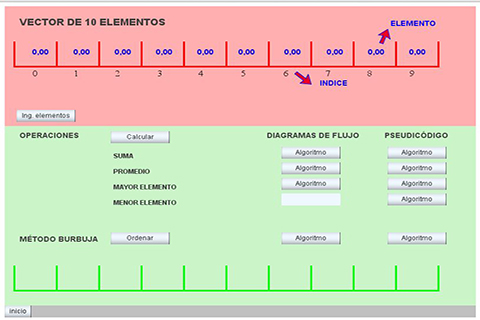 VECTOR DE 10 ELEMENTOS
ELEMENTO
0,00 0,00 0,00 0,00 0,00 0,00 0,00 0,00 0,00 0,00
0 1 2 3 4 5 6 7 8 9
INDICE
Ing. elementos
OPERACIONES Calcular DIAGRAMAS DE FLUJO PSEUDICÓDIGO
SUMA Algoritmo Algoritmo
PROMEDIO Algoritmo Algoritmo
MAYOR ELEMENTO Algoritmo Algoritmo
MENOR ELEMENTO Algoritmo
MÉTODO BURBUJA Ordenar Algoritmo Algoritmo
inicio